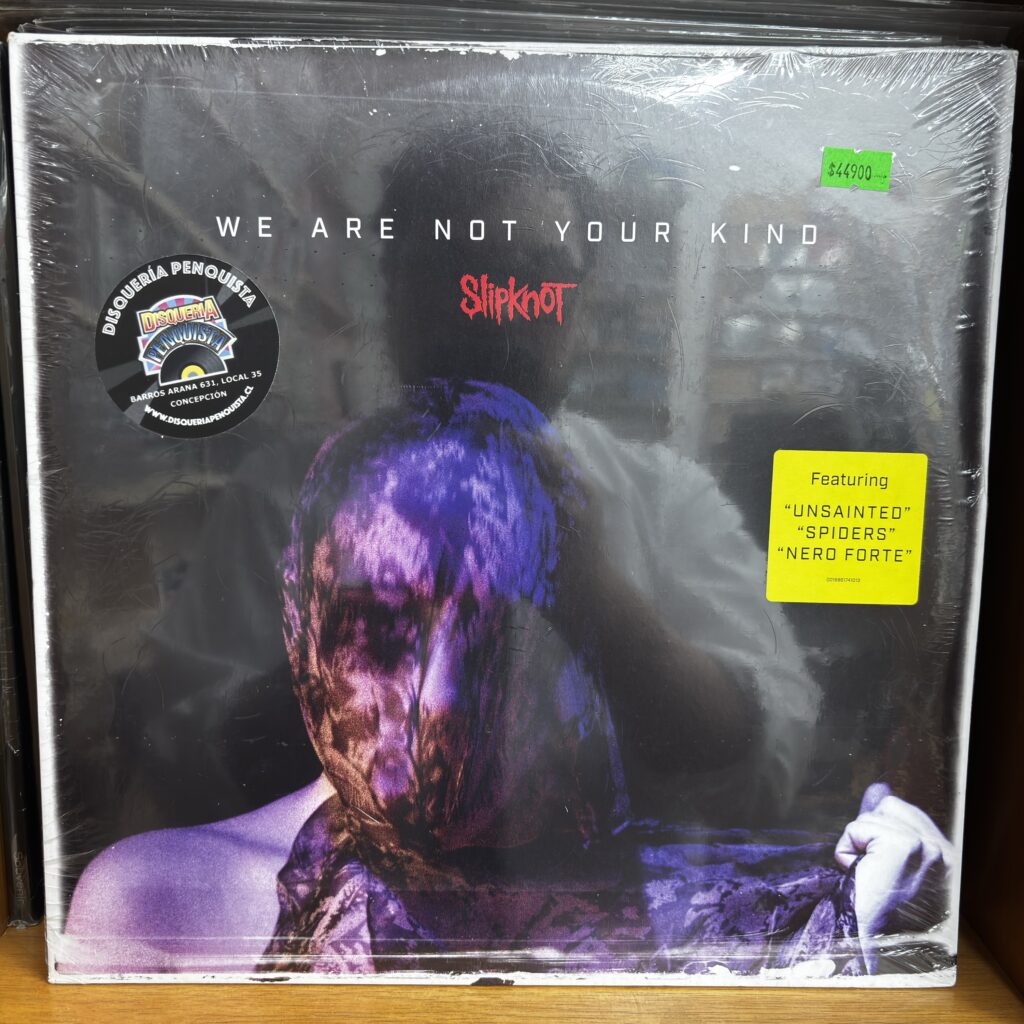 $44900
WE ARE NOT YOUR KIND
SLIPKNOT
DISQUERÍA PENQUISTA
DISQUERIA
PENQUISTA
BARROS ARANA 631, LOCAL 35
CONCEPCIÓN
WWW.DISQUERIAPENQUISTA.CL
Featuring
“UNSAINTED”
“SPIDERS”
“NERO FORTE”